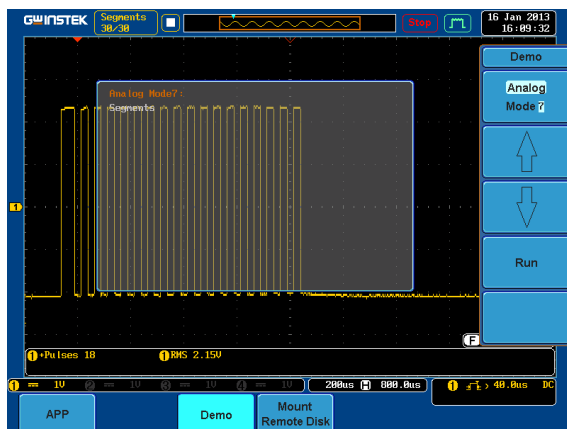 GWINSTEK
Segments
30/30
Stop
16 Jan 2013
16:09:32
Demo
Analog
Mode?
Run
Analog Mode7:
Segments
1
F
1 +Pulses 18
1 RMS 2.15V
1 1V 2 1V 3 1V 4 1V 200us H 800.0us 1 > 40.0us DC
APP
Demo
Mount
Remote Disk